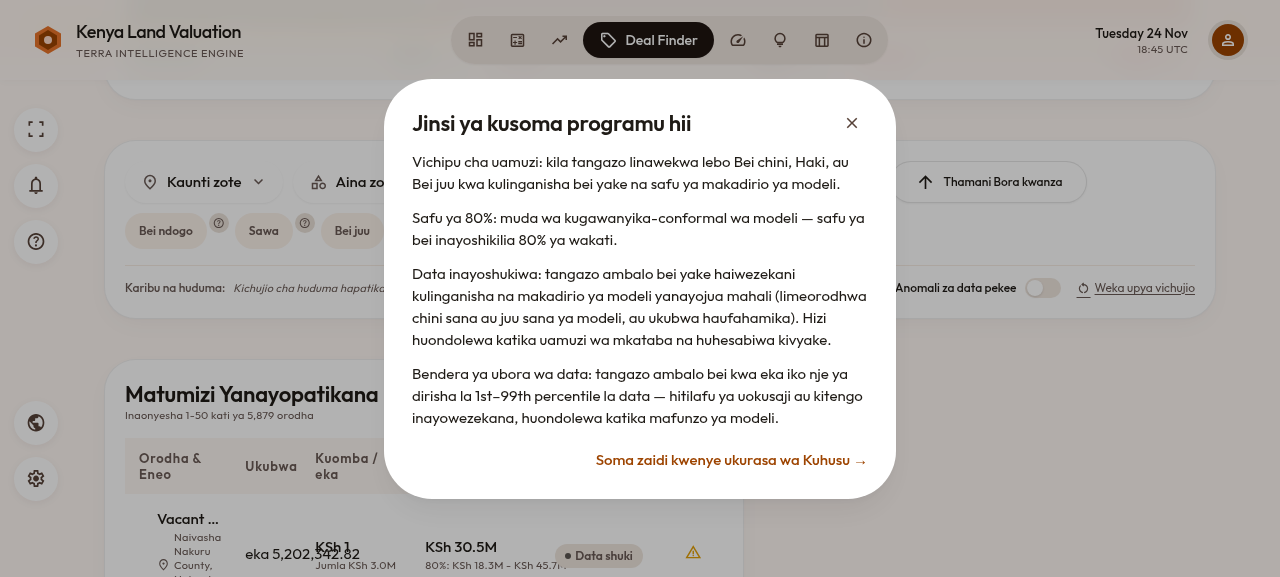 Kenya Land Valuation
TERRA INTELLIGENCE ENGINE
Deal Finder
Tuesday 24 Nov
18:45 UTC
Jinsi ya kusoma programu hii
Vichipu cha uamuzi: kila tangazo linawekwa lebo Bei chini, Haki, au
Bei juu kwa kulinganisha bei yake na safu ya makadirio ya modeli.
Safu ya 80%: muda wa kugawanyika-conformal wa modeli — safu ya
bei inayoshikilia 80% ya wakati.
Data inayoshukiwa: tangazo ambalo bei yake haiwezekani
kulinganisha na makadirio ya modeli yanayojua mahali (limeorodhwa
chini sana au juu sana ya modeli, au ukubwa haufahamika). Hizi
huondolewa katika uamuzi wa mkataba na huhesabiwa kivyake.
Bendera ya ubora wa data: tangazo ambalo bei kwa eka iko nje ya
dirisha la 1st–99th percentile la data — hitilafu ya uokusaji au kitengo
inayowezekana, huondolewa katika mafunzo ya modeli.
Soma zaidi kwenye ukurasa wa Kuhusu →
Kaunti zote
Aina zo
Thamani Bora kwanza
Bei ndogo
Sawa
Bei juu
Karibu na huduma:
Kichujio cha huduma hapatika
Anomali za data pekee
Weka upya vichujio
Matumizi Yanayopatikana
Inaonyesha 1-50 kati ya 5,879 orodha
Orodha &
Eneo
Ukubwa
Kuomba /
eka
Vacant ...
Naivasha
Nakuru
County,
eka 5,202,342.82
KSh 1
Jumla KSh 3.0M
KSh 30.5M
80%: KSh 18.3M – KSh 45.7M
Data shuki